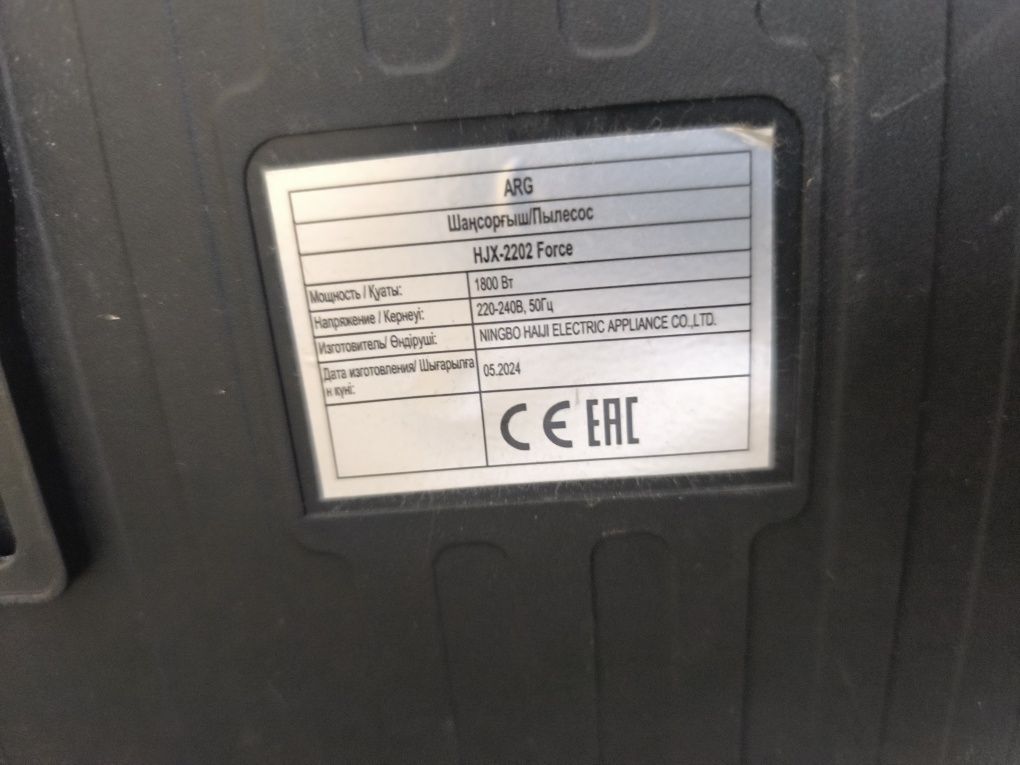 ARG
Шаңсорғыш/Пылесос
HJX-2202 Force
Мощность / Қуаты: 1800 Вт
Напряжение / Кернеуі: 220-240В, 50Гц
Изготовитель/ Өндіруші: NINGBO HAIJI ELECTRIC APPLIANCE CO.,LTD.
Дата изготовления/ Шығарылға
н күні: 05.2024
CE EAC